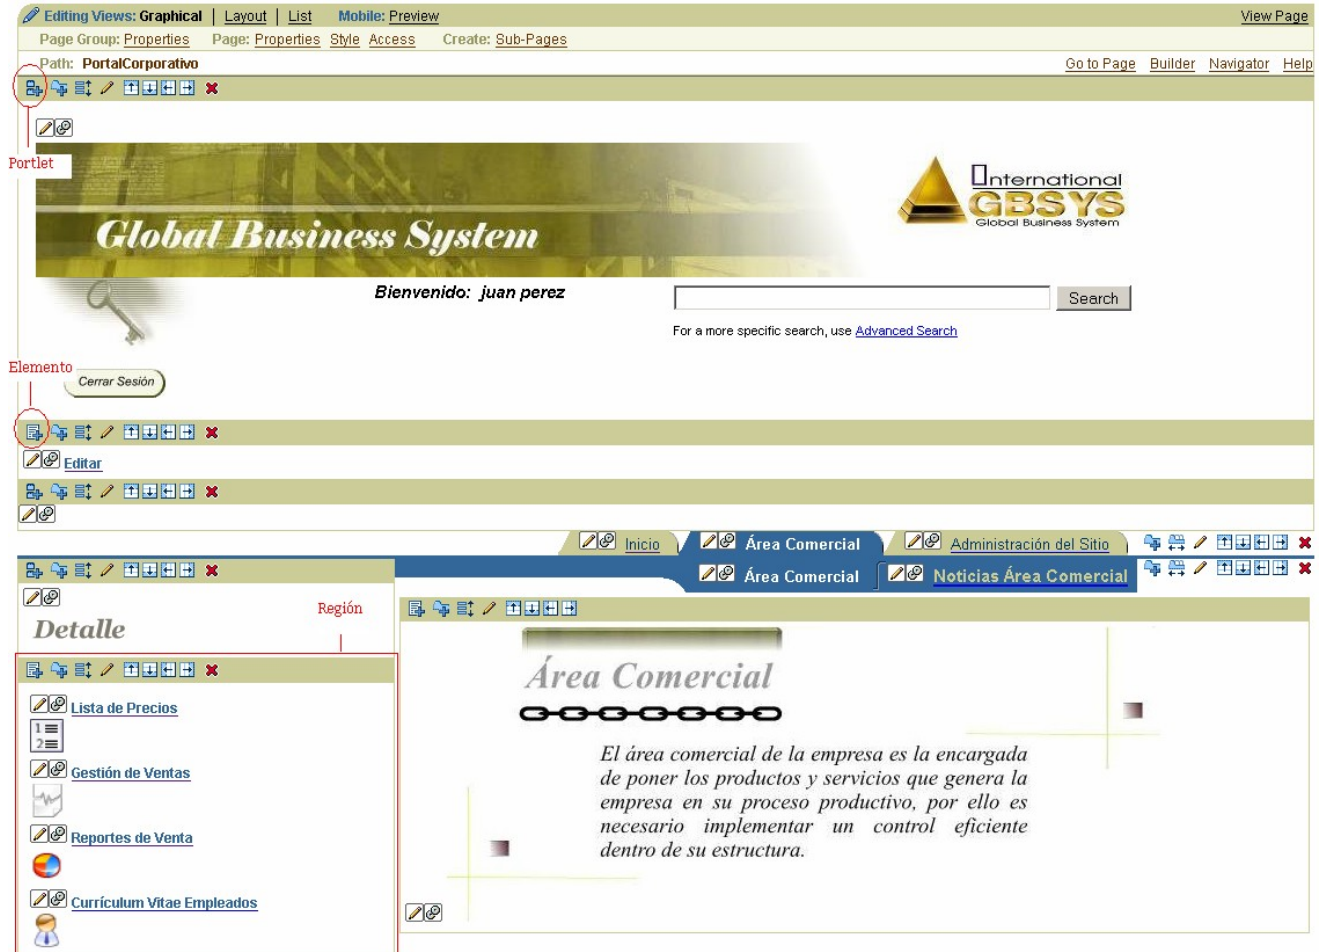 Editing Views: Graphical | Layout | List Mobile: Preview View Page
Page Group: Properties Page: Properties Style Access Create: Sub-Pages
Path: PortalCorporativo Go to Page Builder Navigator Help
Portlet
Global Business System
International
GBSYS
Global Business System
Bienvenido: juan perez Search
For a more specific search, use Advanced Search
Elemento
Cerrar Sesión
Editar
Inicio Área Comercial Administración del Sitio
Área Comercial Noticias Área Comercial
Región
Detalle
Área Comercial
Lista de Precios
1
2
Gestión de Ventas
Reportes de Venta
Currículum Vitae Empleados
El área comercial de la empresa es la encargada
de poner los productos y servicios que genera la
empresa en su proceso productivo, por ello es
necesario implementar un control eficiente
dentro de su estructura.